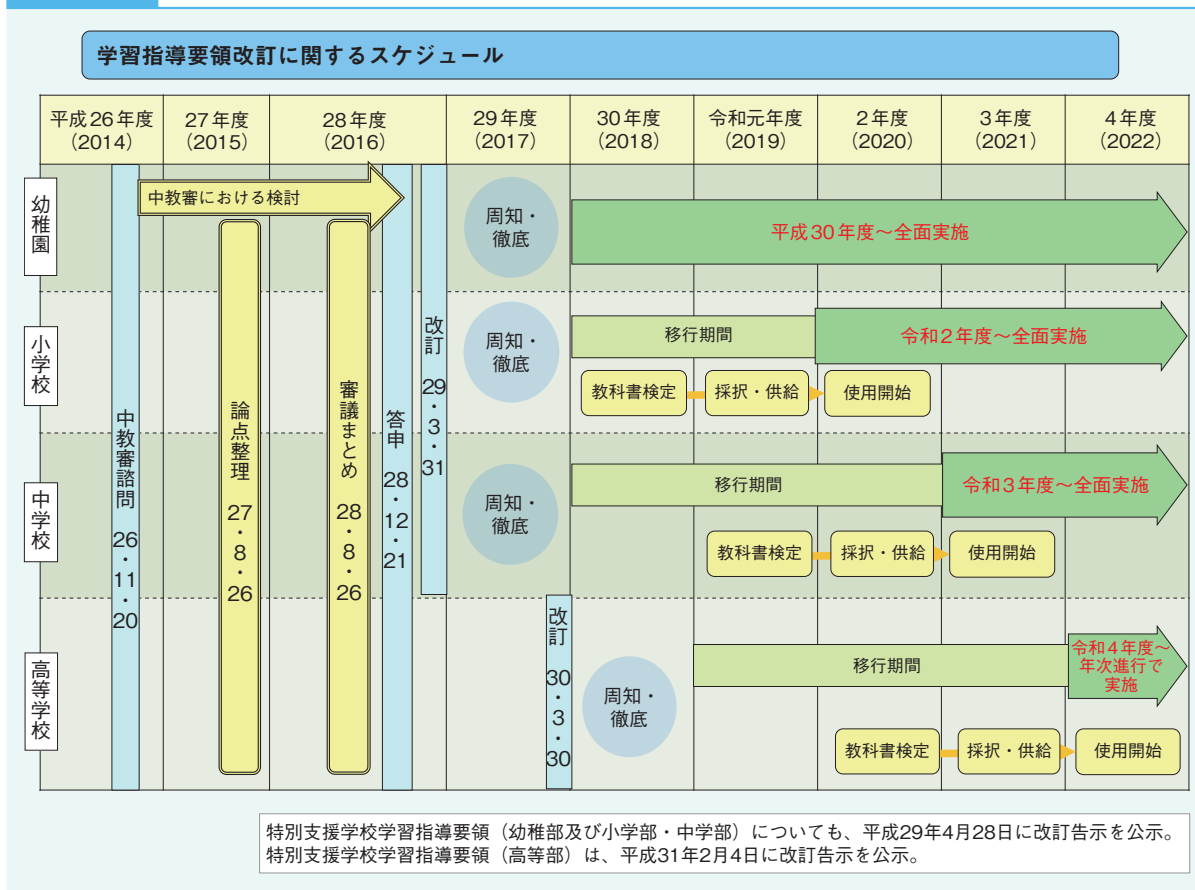 学習指導要領改訂に関するスケジュール
平成26年度
(2014)
27年度
(2015)
28年度
(2016)
29年度
(2017)
30年度
(2018)
令和元年度
(2019)
2年度
(2020)
3年度
(2021)
4年度
(2022)
幼稚園
小学校
中学校
高等学校
中教審諮問 26・11・20
中教審における検討
論点整理 27・8・26
審議まとめ 28・8・26
答申 28・12・21
改訂 29・3・31
周知・
徹底
平成30年度〜全面実施
周知・
徹底
移行期間
令和2年度〜全面実施
教科書検定
採択・供給
使用開始
周知・
徹底
移行期間
令和3年度〜全面実施
教科書検定
採択・供給
使用開始
改訂 30・3・30
周知・
徹底
移行期間
令和4年度〜
年次進行で
実施
教科書検定
採択・供給
使用開始
特別支援学校学習指導要領(幼稚部及び小学部・中学部)についても、平成29年4月28日に改訂告示を公示。
特別支援学校学習指導要領(高等部)は、平成31年2月4日に改訂告示を公示。